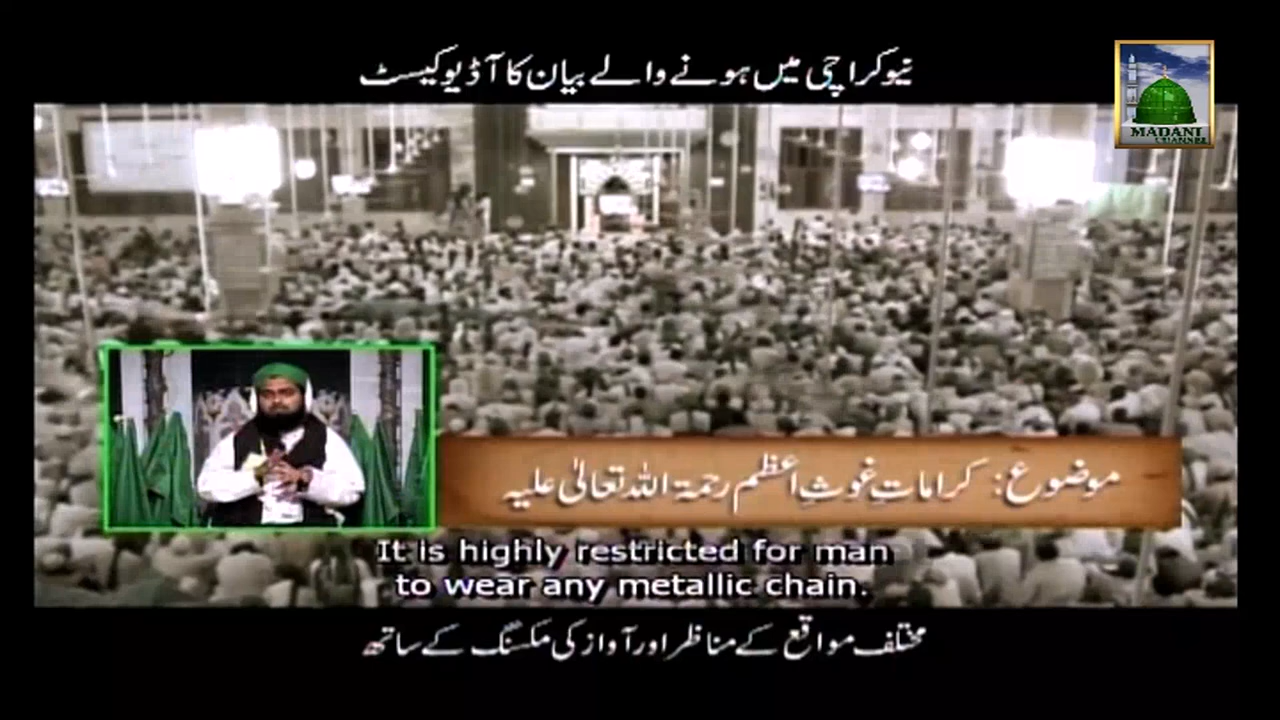 نیو کراچی میں ہونے والے بیان کا آڈیو کیسٹ
MADANI
CHANNEL
موضوع: کراماتِ غوثِ اعظم رحمۃ اللہ تعالیٰ علیہ
It is highly restricted for man
to wear any metallic chain.
مختلف مواقع کے مناظر اور آواز کی مکسنگ کے ساتھ